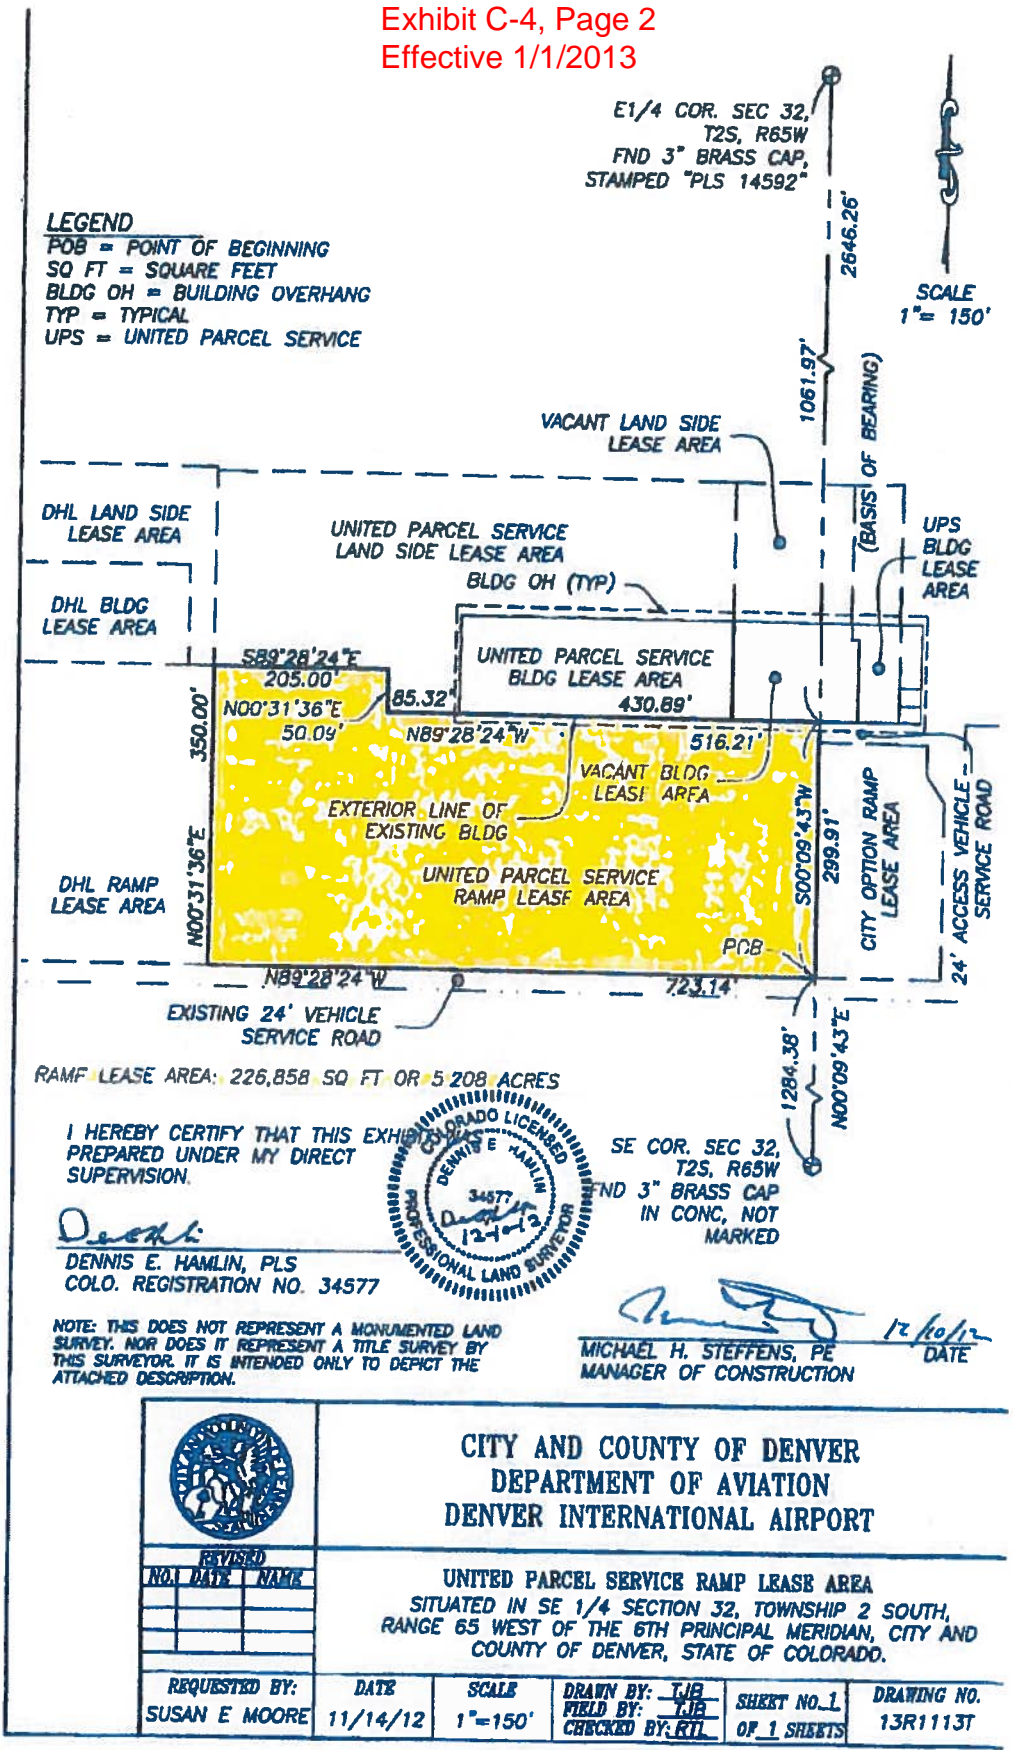 Exhibit C-4, Page 2
Effective 1/1/2013
E1/4 COR. SEC 32,
T2S, R65W
FND 3" BRASS CAP,
STAMPED "PLS 14592"
2646.26'
SCALE
1"= 150'
LEGEND
POB = POINT OF BEGINNING
SQ FT = SQUARE FEET
BLDG OH = BUILDING OVERHANG
TYP = TYPICAL
UPS = UNITED PARCEL SERVICE
1061.97'
(BASIS OF BEARING)
VACANT LAND SIDE
LEASE AREA
DHL LAND SIDE
LEASE AREA
UNITED PARCEL SERVICE
LAND SIDE LEASE AREA
BLDG OH (TYP)
UPS
BLDG
LEASE
AREA
DHL BLDG
LEASE AREA
S89°28'24"E
205.00'
UNITED PARCEL SERVICE
BLDG LEASE AREA
430.89'
85.32'
N00°31'36"E
50.09'
350.00'
N00°31'36"E
N89°28'24"W
516.21'
VACANT BLDG
LEASE AREA
EXTERIOR LINE OF
EXISTING BLDG
UNITED PARCEL SERVICE
RAMP LEASE AREA
S00°09'43"W
299.91'
CITY OPTION RAMP
LEASE AREA
24' ACCESS VEHICLE
SERVICE ROAD
DHL RAMP
LEASE AREA
POB
N89°28'24"W
723.14'
EXISTING 24' VEHICLE
SERVICE ROAD
1284.38'
N00°09'43"E
RAMP LEASE AREA: 226,858 SQ FT OR 5.208 ACRES
I HEREBY CERTIFY THAT THIS EXHIBIT WAS
PREPARED UNDER MY DIRECT
SUPERVISION.
COLORADO LICENSED
DENNIS E HAMLIN
34577
12-10-12
PROFESSIONAL LAND SURVEYOR
SE COR. SEC 32,
T2S, R65W
FND 3" BRASS CAP
IN CONC, NOT
MARKED
DENNIS E. HAMLIN, PLS
COLO. REGISTRATION NO. 34577
NOTE: THIS DOES NOT REPRESENT A MONUMENTED LAND
SURVEY. NOR DOES IT REPRESENT A TITLE SURVEY BY
THIS SURVEYOR. IT IS INTENDED ONLY TO DEPICT THE
ATTACHED DESCRIPTION.
12/10/12
MICHAEL H. STEFFENS, PE DATE
MANAGER OF CONSTRUCTION
CITY AND COUNTY OF DENVER
DEPARTMENT OF AVIATION
DENVER INTERNATIONAL AIRPORT
REVISED
NO. DATE NAME
UNITED PARCEL SERVICE RAMP LEASE AREA
SITUATED IN SE 1/4 SECTION 32, TOWNSHIP 2 SOUTH,
RANGE 65 WEST OF THE 6TH PRINCIPAL MERIDIAN, CITY AND
COUNTY OF DENVER, STATE OF COLORADO.
REQUESTED BY:
SUSAN E MOORE
DATE
11/14/12
SCALE
1"=150'
DRAWN BY: TJB
FIELD BY: TJB
CHECKED BY: RTL
SHEET NO. 1
OF 1 SHEETS
DRAWING NO.
13R1113T